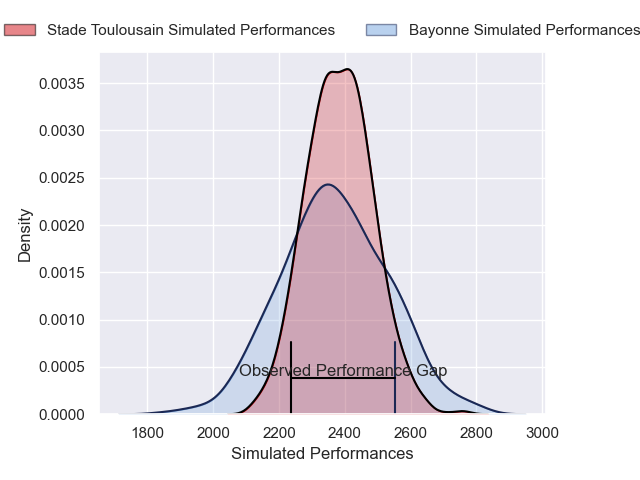 Stade Toulousain Simulated Performances
Bayonne Simulated Performances
0.0035
0.0030
0.0025
0.0020
0.0015
0.0010
0.0005
0.0000
Density
Observed Performance Gap
1800 2000 2200 2400 2600 2800 3000
Simulated Performances